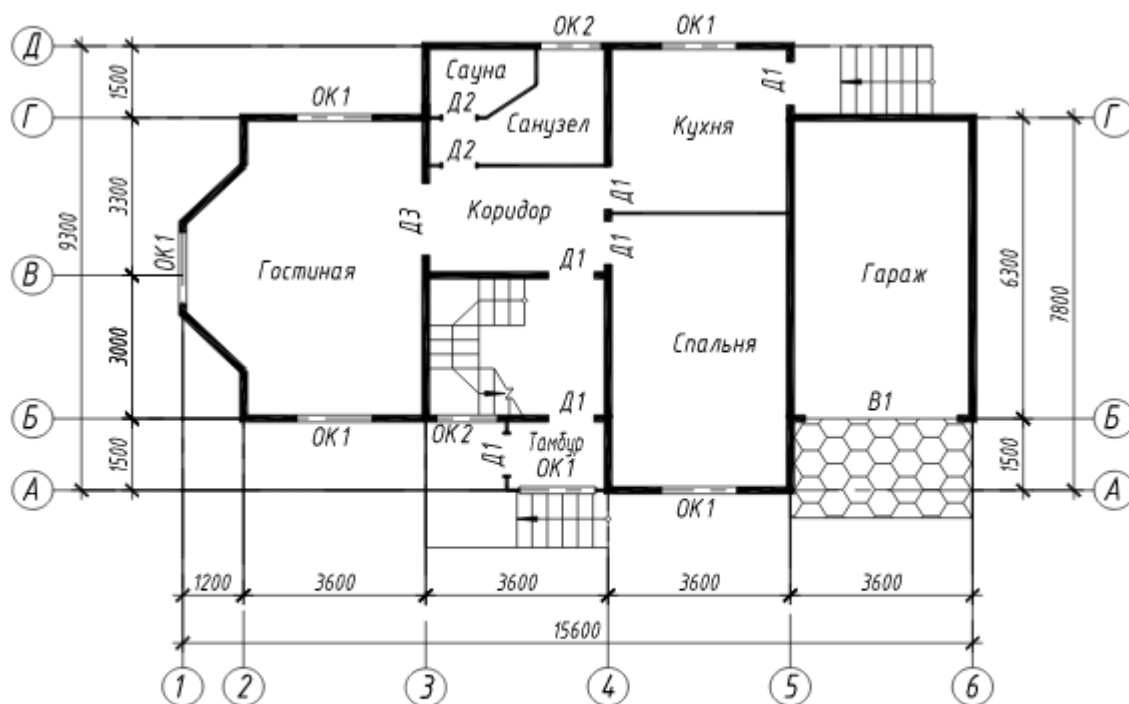 ОК2 ОК1
Д
Сауна
Д1
1500
ОК1
Д2
Г
Санузел
Кухня
Г
Д2
3300
9300
Д1
ОК1
Д3
Коридор
Д1
Д1
В
Гостиная
Гараж
6300
7800
3000
Спальня
Д1
В1
Б
ОК1
ОК2
Д1
Тамбур
ОК1
Б
1500
1500
А
ОК1
А
1200 3600 3600 3600 3600
15600
1 2 3 4 5 6